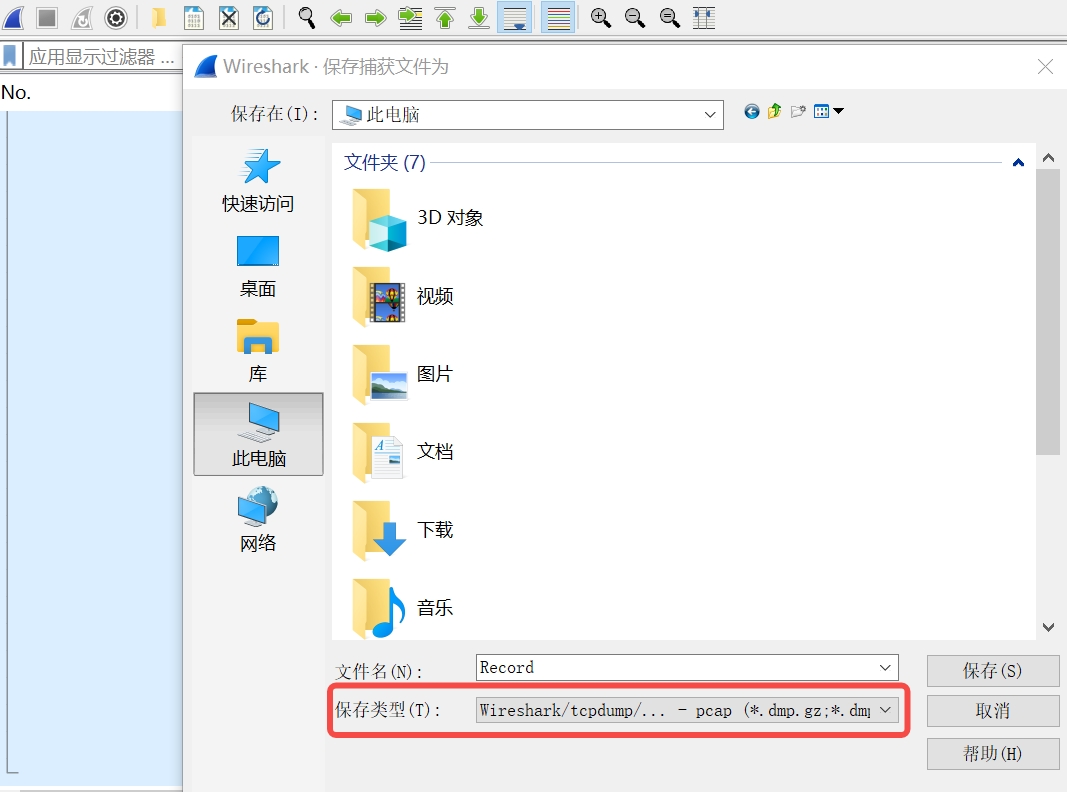 应用显示过滤器 ...
No.
Wireshark · 保存捕获文件为
保存在(I):
此电脑
快速访问
桌面
库
此电脑
网络
文件夹 (7)
3D 对象
视频
图片
文档
下载
音乐
文件名(N):
Record
保存(S)
保存类型(T):
Wireshark/tcpdump/... - pcap (*.dmp.gz;*.dmp
取消
帮助(H)